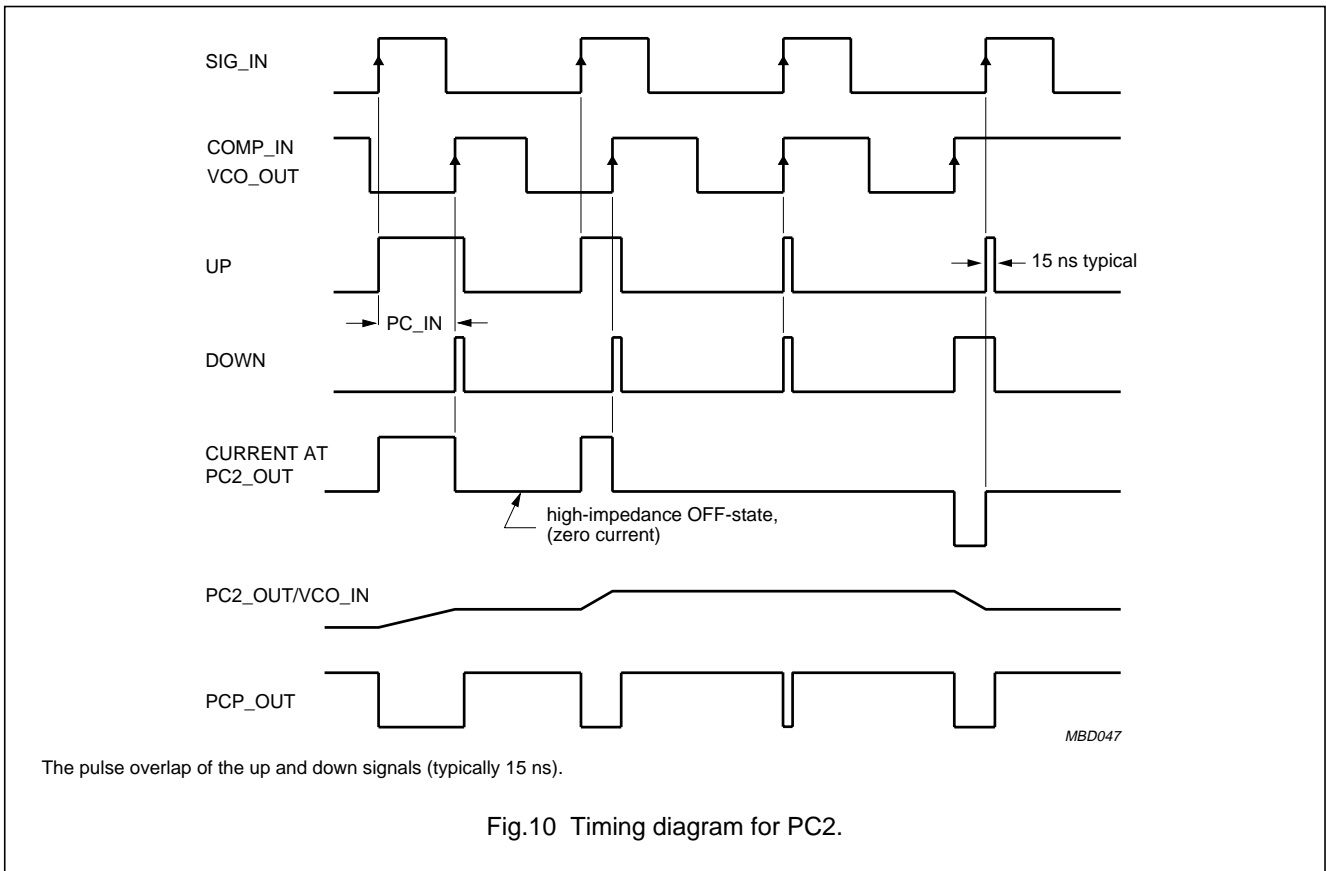 SIG_IN
COMP_IN
VCO_OUT
UP
15 ns typical
PC_IN
DOWN
CURRENT AT
PC2_OUT
high-impedance OFF-state,
(zero current)
PC2_OUT/VCO_IN
PCP_OUT
MBD047
The pulse overlap of the up and down signals (typically 15 ns).
Fig.10 Timing diagram for PC2.